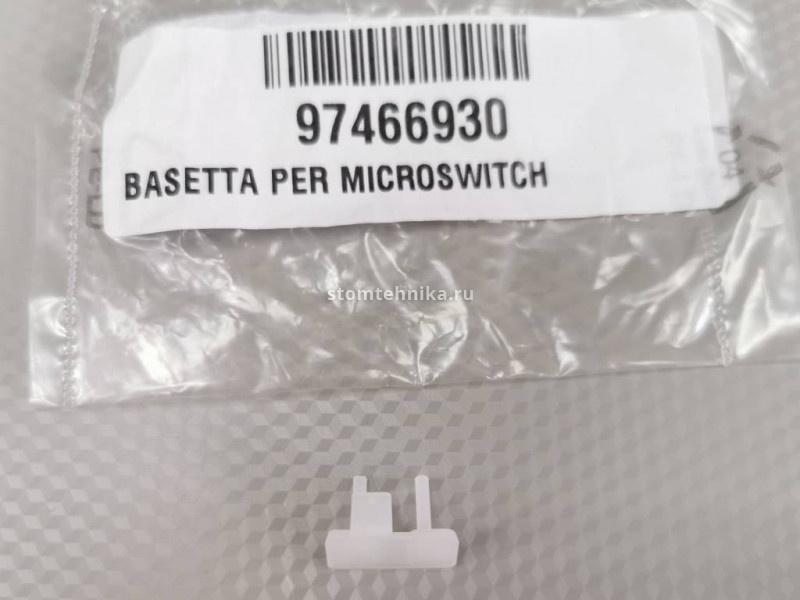 97466930
BASETTA PER MICROSWITCH
stomtehnika.ru